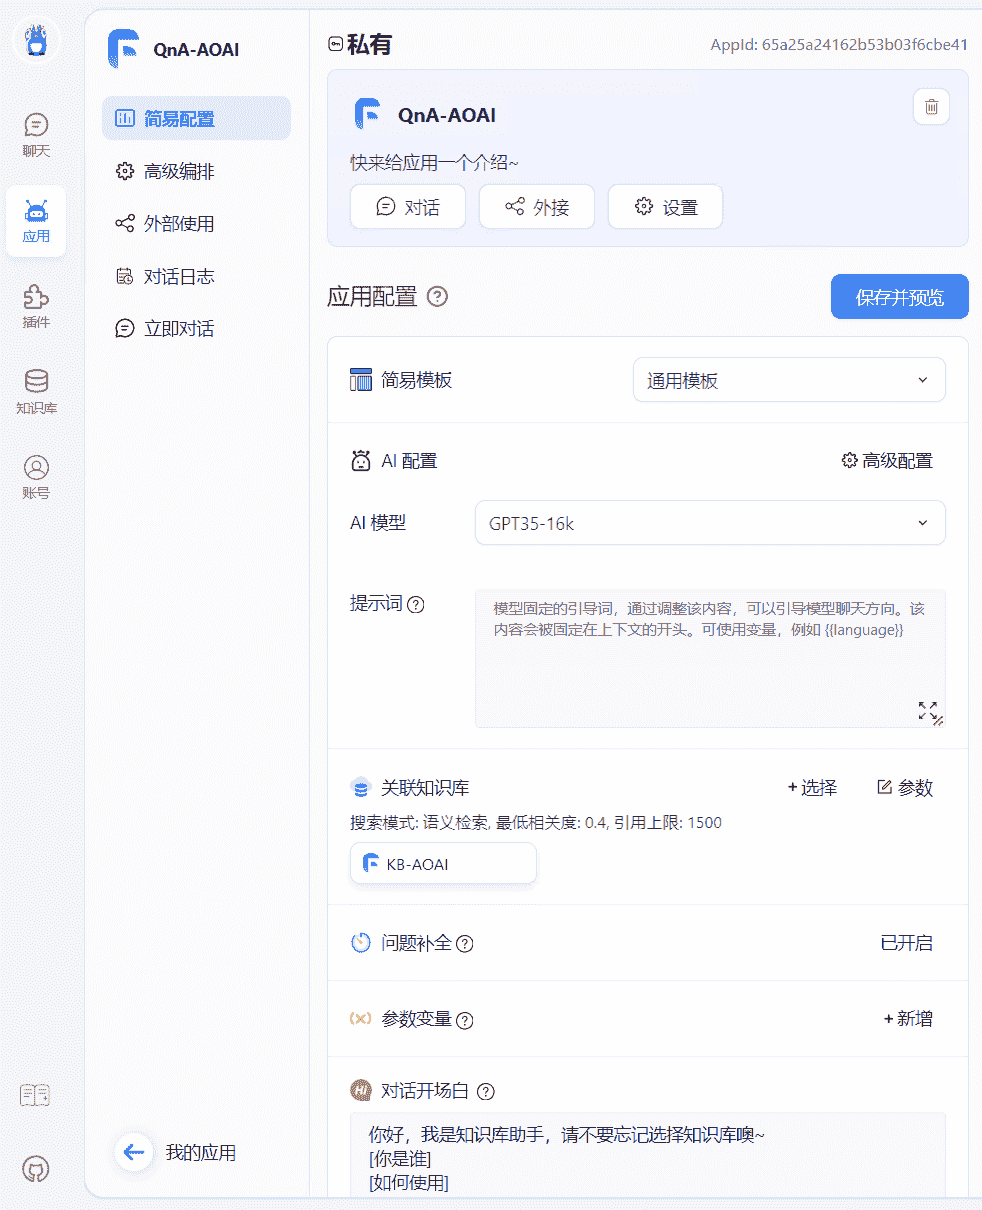 聊天
应用
插件
知识库
账号
QnA-AOAI
简易配置
高级编排
外部使用
对话日志
立即对话
我的应用
私有
AppId: 65a25a24162b53b03f6cbe41
QnA-AOAI
快来给应用一个介绍~
对话
外接
设置
应用配置
保存并预览
简易模板
通用模板
AI 配置
高级配置
AI 模型
GPT35-16k
提示词
模型固定的引导词，通过调整该内容，可以引导模型聊天方向。该
内容会被固定在上下文的开头。可使用变量，例如 {{language}}
关联知识库
+选择
参数
搜索模式: 语义检索, 最低相关度: 0.4, 引用上限: 1500
KB-AOAI
问题补全
已开启
(x) 参数变量
+新增
Hi 对话开场白
你好，我是知识库助手，请不要忘记选择知识库噢~
[你是谁]
[如何使用]